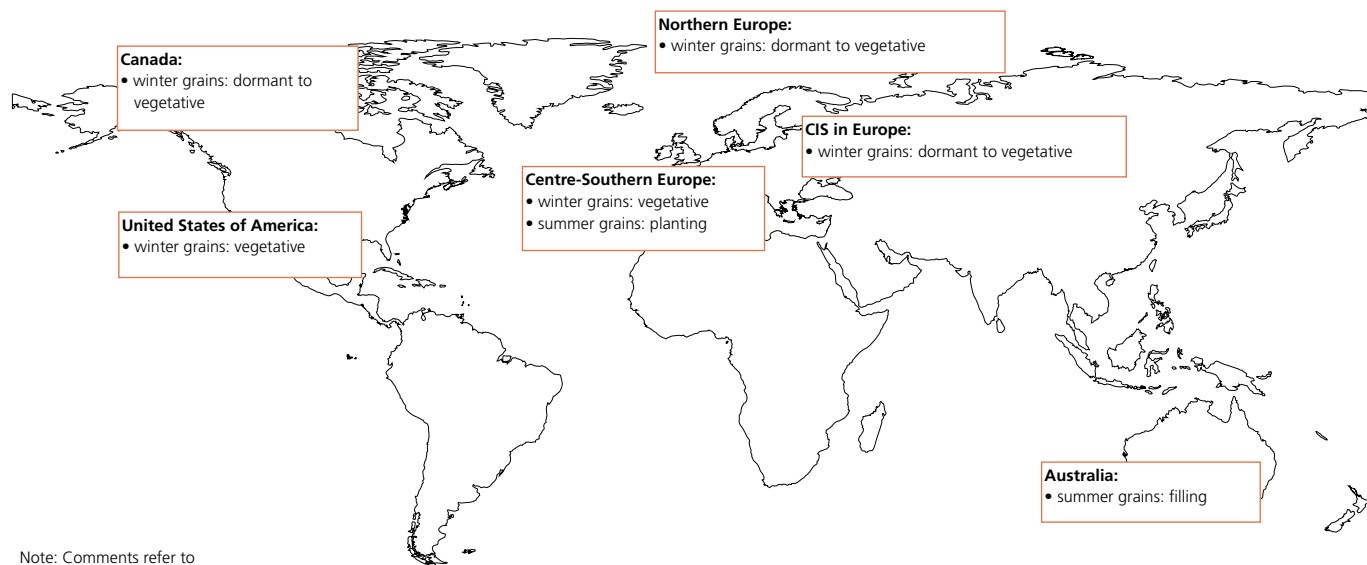 Northern Europe:
• winter grains: dormant to vegetative
Canada:
• winter grains: dormant to
vegetative
CIS in Europe:
• winter grains: dormant to vegetative
Centre-Southern Europe:
• winter grains: vegetative
• summer grains: planting
United States of America:
• winter grains: vegetative
Australia:
• summer grains: filling
Note: Comments refer to